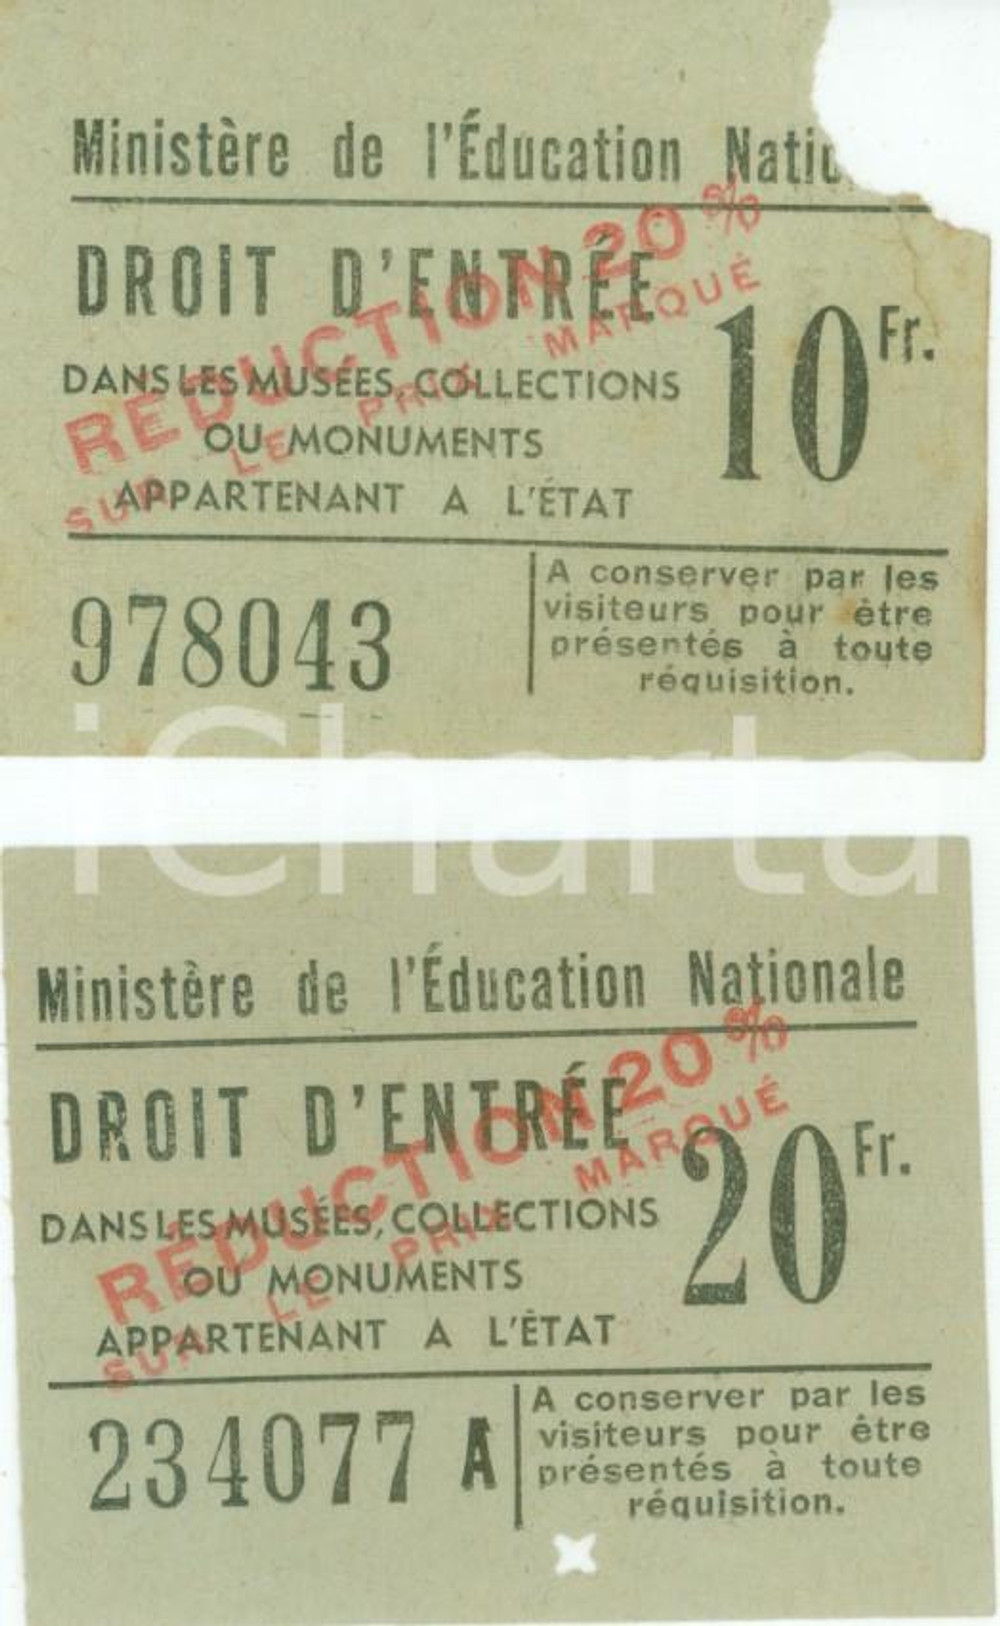 Ministère de l'Éducation Natio
DROIT D'ENTRÉE
DANS LES MUSÉES, COLLECTIONS
OU MONUMENTS
APPARTENANT A L'ÉTAT
10 Fr.
REDUCTION 20 %
SUR LE PRIX MARQUÉ
978043
A conserver par les
visiteurs pour être
présentés à toute
réquisition.
iCharta
Ministère de l'Éducation Nationale
DROIT D'ENTRÉE
DANS LES MUSÉES, COLLECTIONS
OU MONUMENTS
APPARTENANT A L'ÉTAT
20 Fr.
REDUCTION 20 %
SUR LE PRIX MARQUÉ
234077 A
A conserver par les
visiteurs pour être
présentés à toute
réquisition.